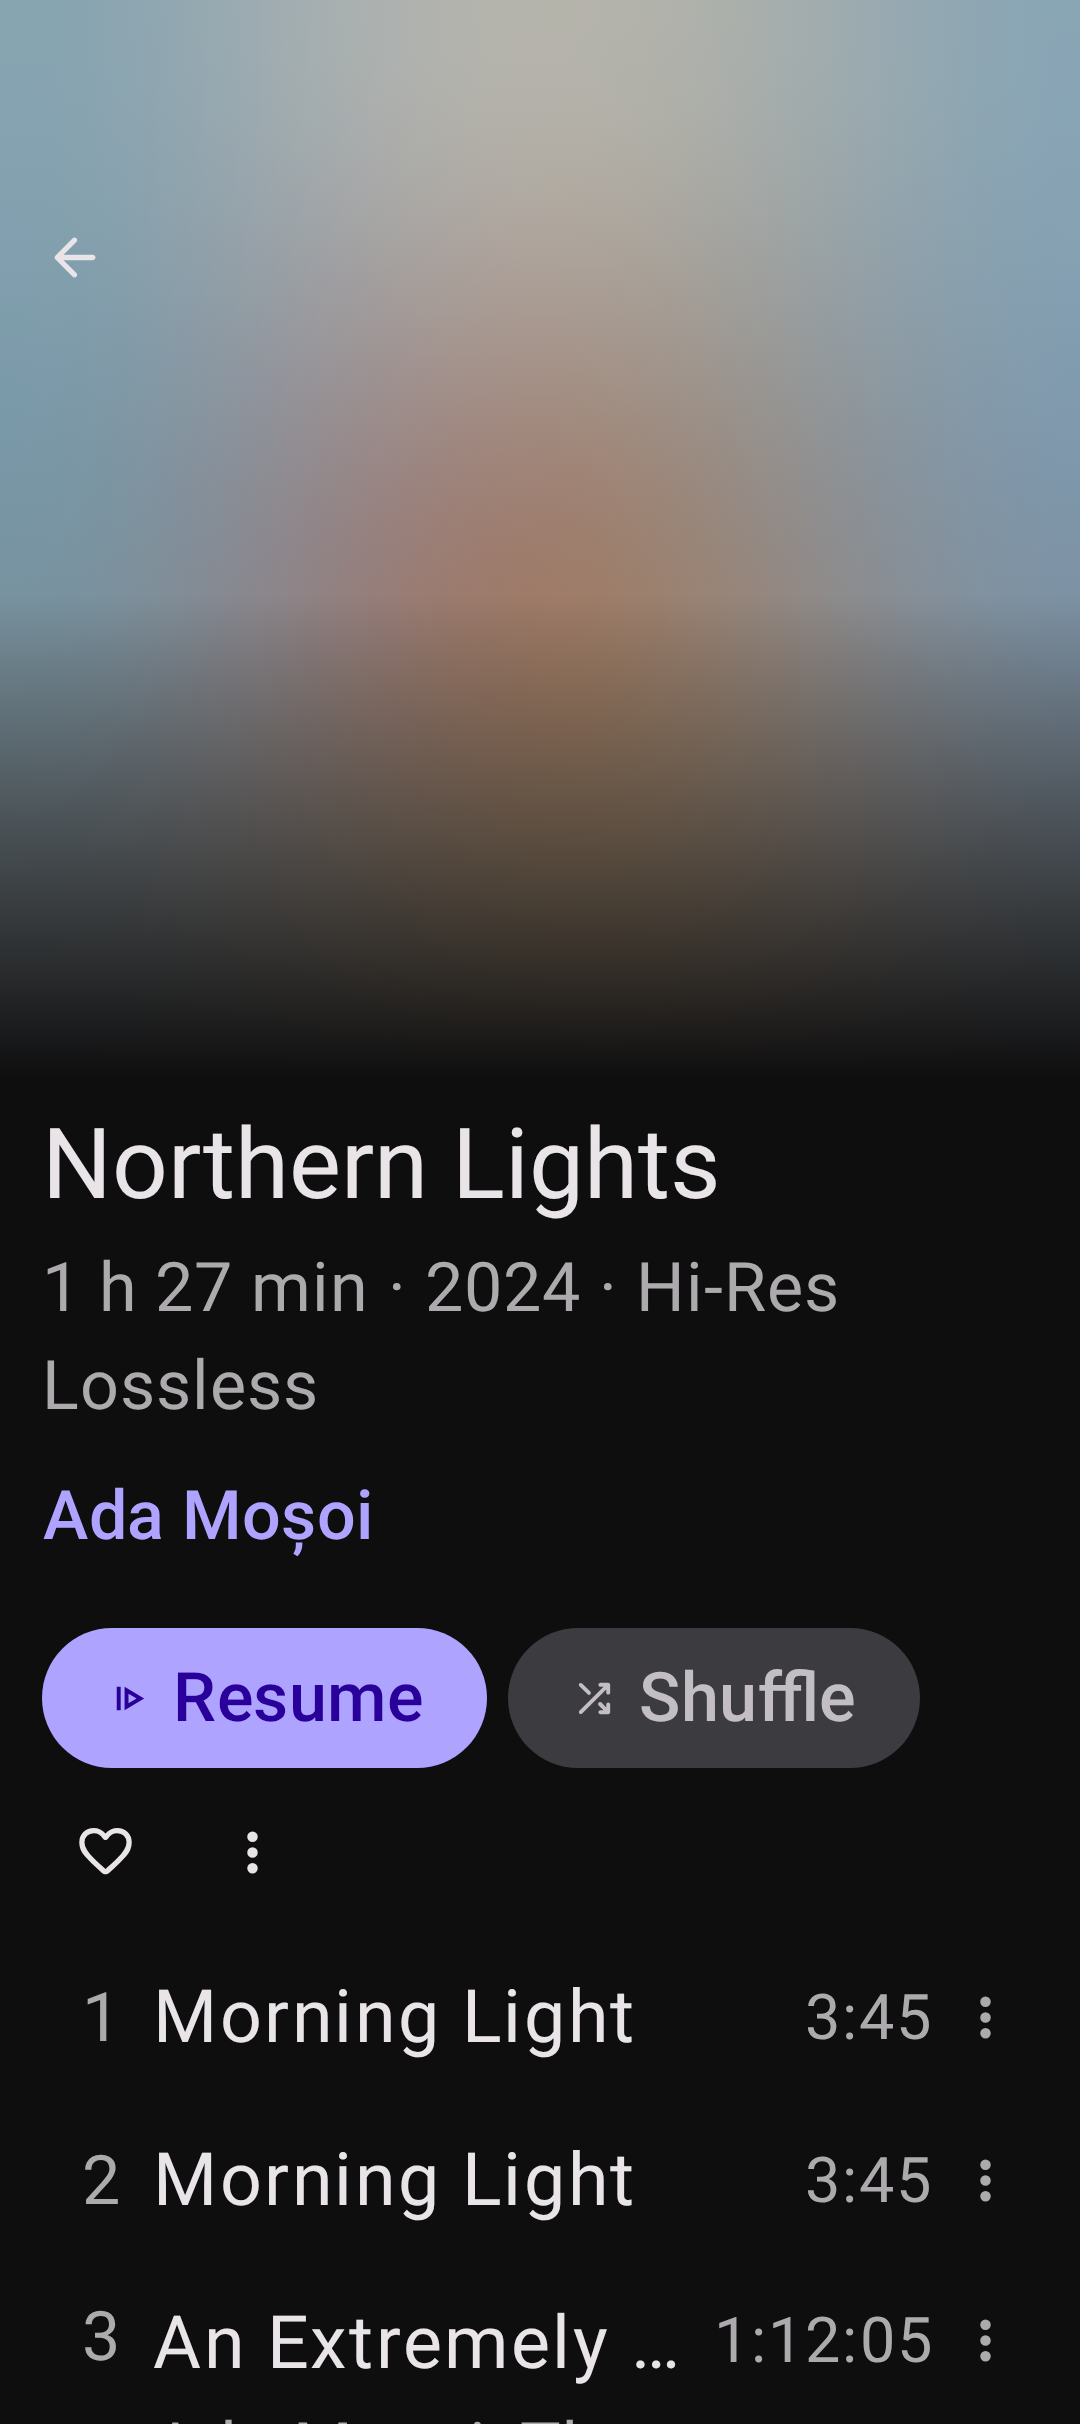 Northern Lights
1 h 27 min · 2024 · Hi-Res
Lossless
Ada Moșoi
Resume
Shuffle
1 Morning Light 3:45
2 Morning Light 3:45
3 An Extremely … 1:12:05